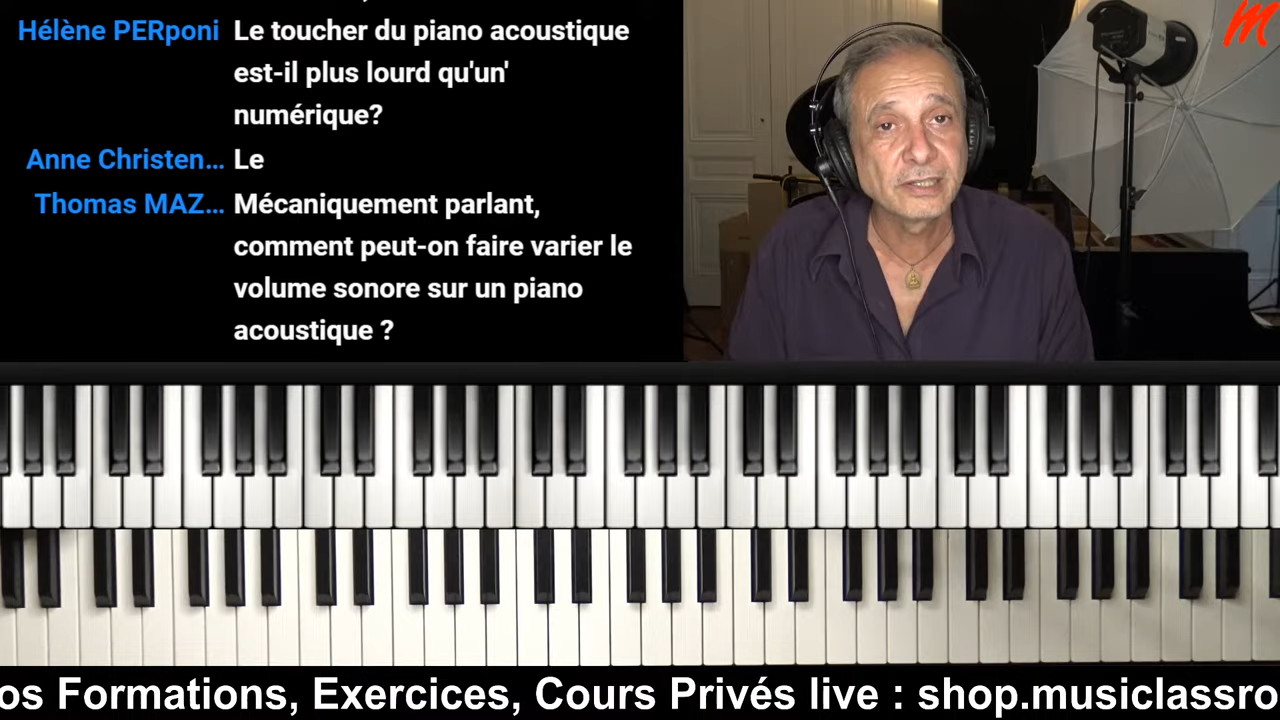 Hélène PERponi Le toucher du piano acoustique
est-il plus lourd qu'un'
numérique?
Anne Christen… Le
Thomas MAZ… Mécaniquement parlant,
comment peut-on faire varier le
volume sonore sur un piano
acoustique ?
m
os Formations, Exercices, Cours Privés live : shop.musiclassro